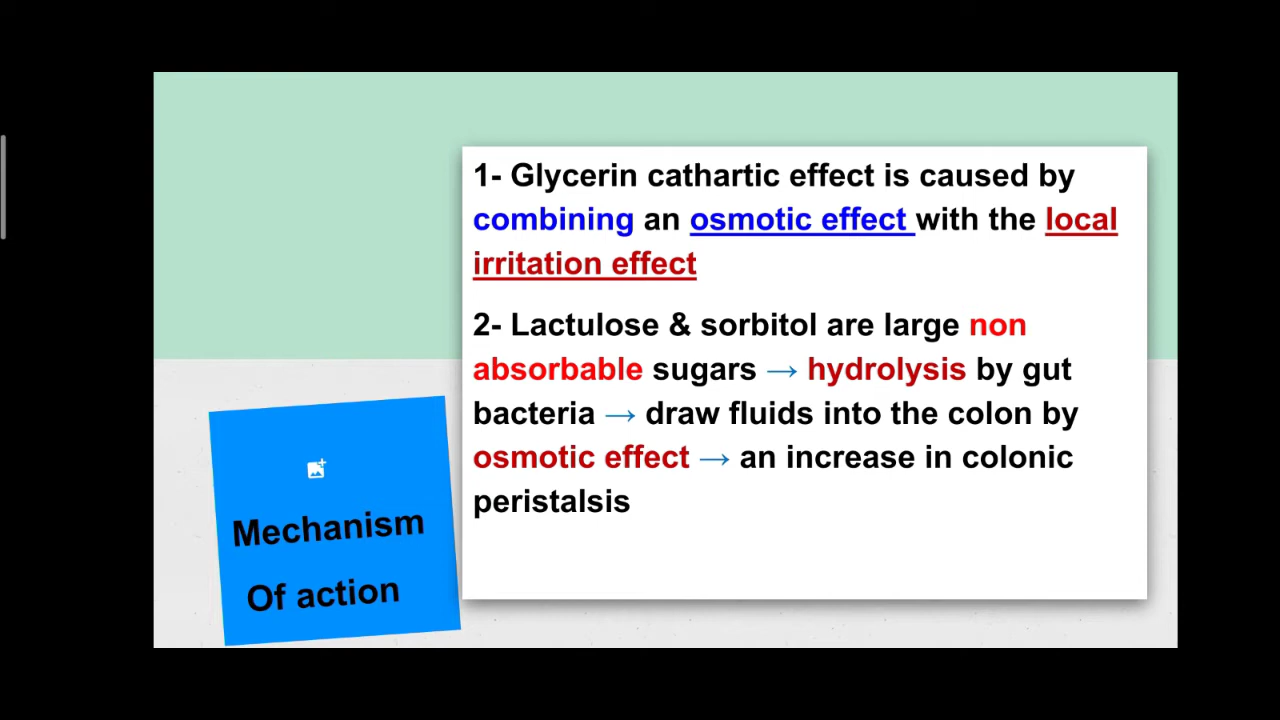 1- Glycerin cathartic effect is caused by
combining an osmotic effect with the local
irritation effect
2- Lactulose & sorbitol are large non
absorbable sugars → hydrolysis by gut
bacteria → draw fluids into the colon by
osmotic effect → an increase in colonic
peristalsis
Mechanism
Of action